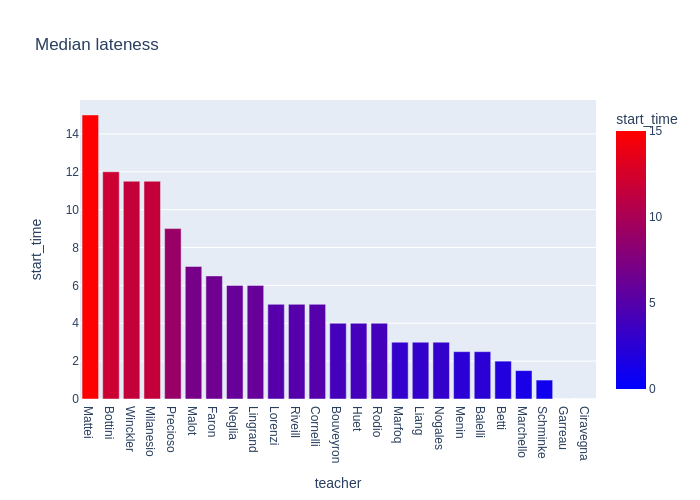 Median lateness
start_time
15
10
5
0
start_time
14
12
10
8
6
4
2
0
Mattei
Bottini
Winckler
Milanesio
Precioso
Malot
Faron
Neglia
Lingrand
Lorenzi
Riveill
Cornelli
Bouveyron
Huet
Rodio
Marfoq
Liang
Nogales
Menin
Balelli
Betti
Marchello
Schminke
Garreau
Ciravegna
teacher